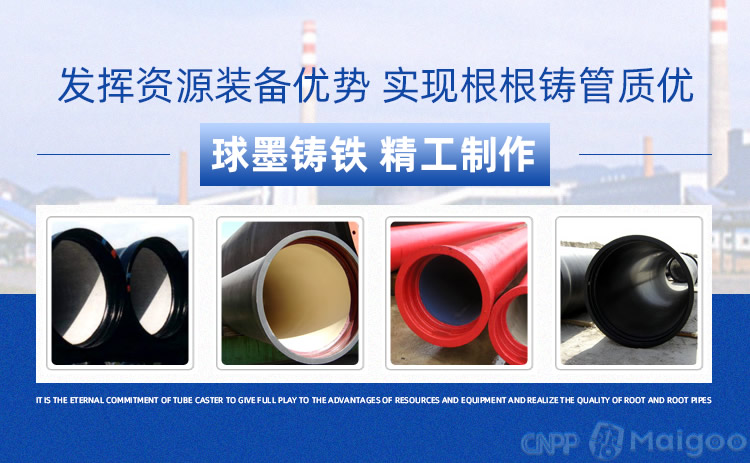 发挥资源装备优势 实现根根铸管质优
球墨铸铁 精工制作
IT IS THE ETERNAL COMMITMENT OF TUBE CASTER TO GIVE FULL PLAY TO THE ADVANTAGES OF RESOURCES AND EQUIPMENT AND REALIZE THE QUALITY OF ROOT AND ROOT PIPES
CNPP Maigoo